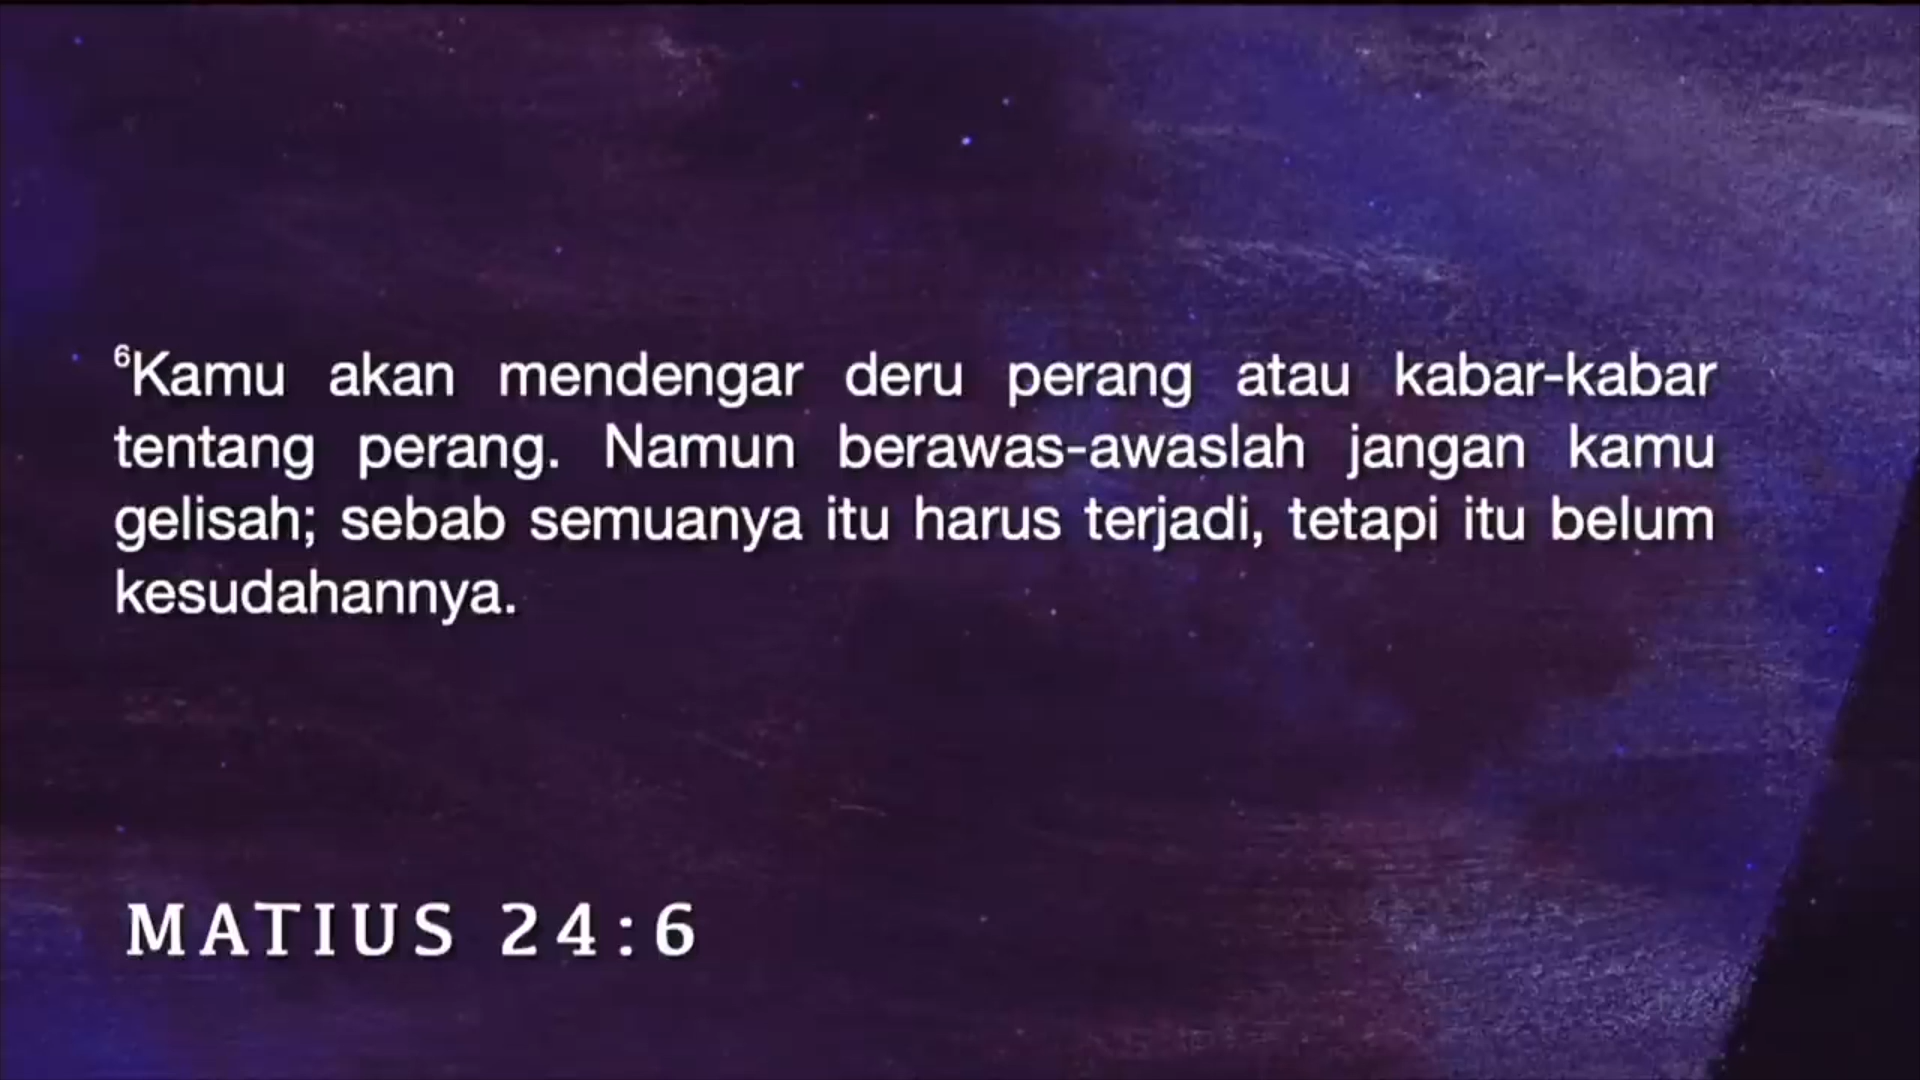 ⁶Kamu akan mendengar deru perang atau kabar-kabar
tentang perang. Namun berawas-awaslah jangan kamu
gelisah; sebab semuanya itu harus terjadi, tetapi itu belum
kesudahannya.
MATIUS 24:6